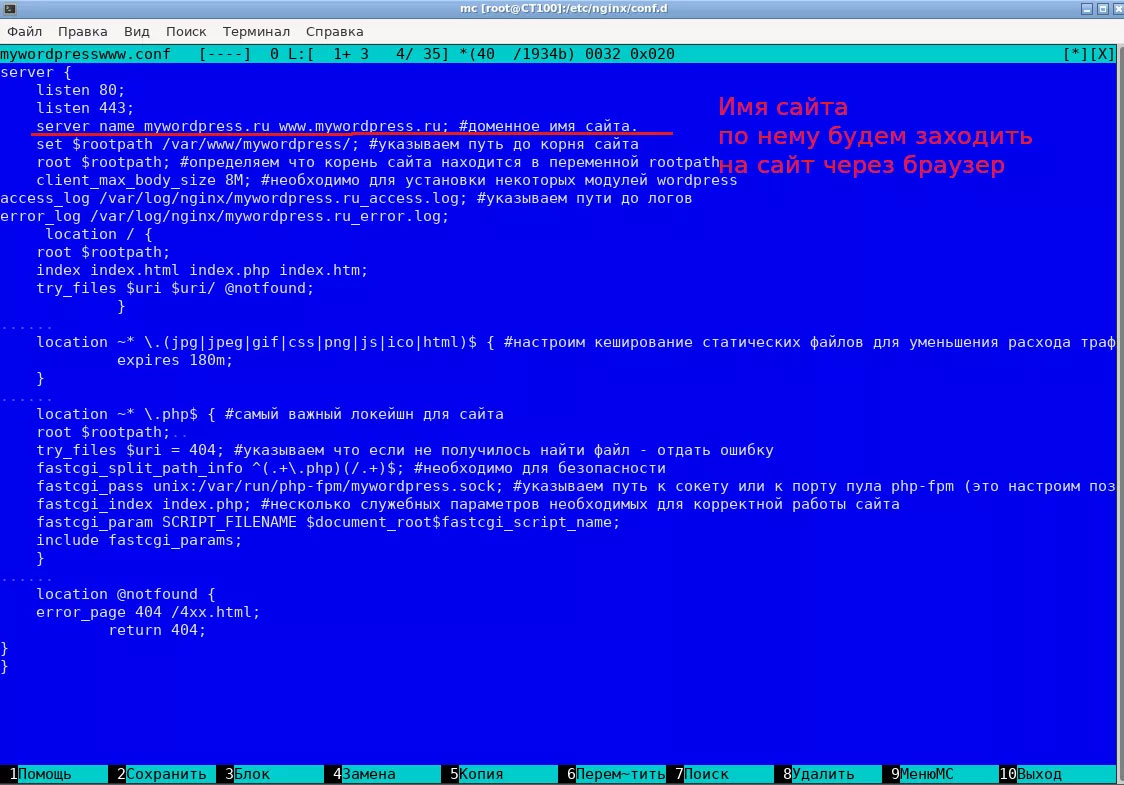 mc [root@CT100]:/etc/nginx/conf.d
Файл Правка Вид Поиск Терминал Справка
mywordpresswww.conf [----] 0 L:[ 1+ 3 4/ 35] *(40 /1934b) 0032 0x020 [*][X]
server {
listen 80;
listen 443;
server_name mywordpress.ru www.mywordpress.ru; #доменное имя сайта.
set $rootpath /var/www/mywordpress/; #указываем путь до корня сайта
root $rootpath; #определяем что корень сайта находится в переменной rootpath
client_max_body_size 8M; #необходимо для установки некоторых модулей wordpress
access_log /var/log/nginx/mywordpress.ru_access.log; #указываем пути до логов
error_log /var/log/nginx/mywordpress.ru_error.log;
location / {
root $rootpath;
index index.html index.php index.htm;
try_files $uri $uri/ @notfound;
}
......
location ~* \.(jpg|jpeg|gif|css|png|js|ico|html)$ { #настроим кеширование статических файлов для уменьшения расхода траф
expires 180m;
}
......
location ~* \.php$ { #самый важный локейшн для сайта
root $rootpath;..
try_files $uri = 404; #указываем что если не получилось найти файл - отдать ошибку
fastcgi_split_path_info ^(.+\.php)(/.+)$; #необходимо для безопасности
fastcgi_pass unix:/var/run/php-fpm/mywordpress.sock; #указываем путь к сокету или к порту пула php-fpm (это настроим поз
fastcgi_index index.php; #несколько служебных параметров необходимых для корректной работы сайта
fastcgi_param SCRIPT_FILENAME $document_root$fastcgi_script_name;
include fastcgi_params;
}
......
location @notfound {
error_page 404 /4xx.html;
return 404;
}
}
Имя сайта
по нему будем заходить
на сайт через браузер
1Помощь 2Сохранить 3Блок 4Замена 5Копия 6Перем~тить 7Поиск 8Удалить 9МенюMC 10Выход